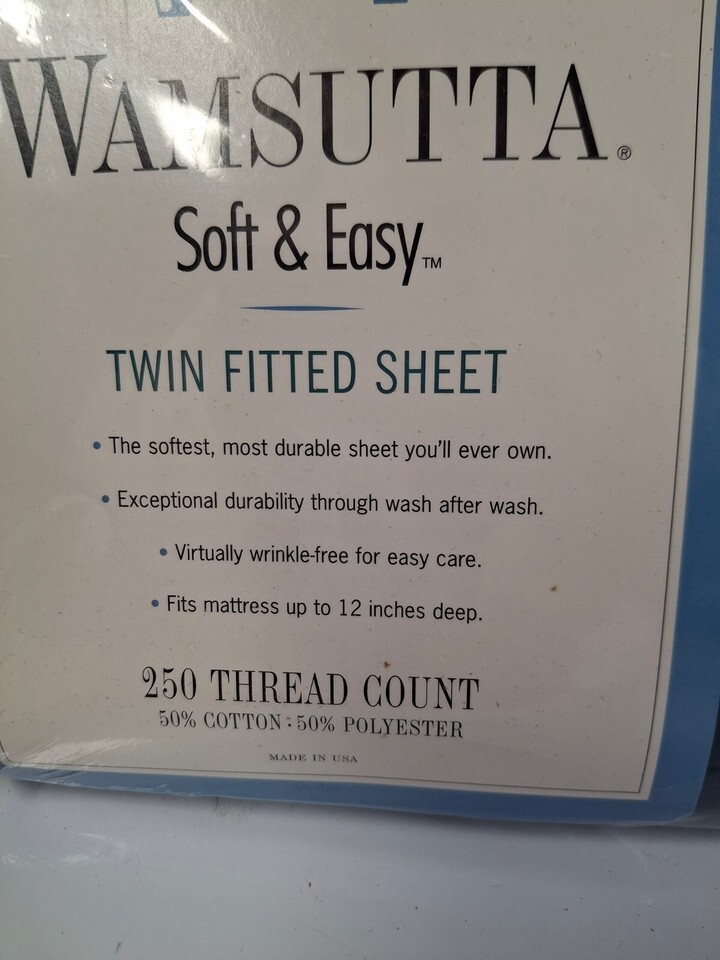 WAMSUTTA®
Soft & Easy™
TWIN FITTED SHEET
• The softest, most durable sheet you'll ever own.
• Exceptional durability through wash after wash.
• Virtually wrinkle-free for easy care.
• Fits mattress up to 12 inches deep.
250 THREAD COUNT
50% COTTON : 50% POLYESTER
MADE IN USA